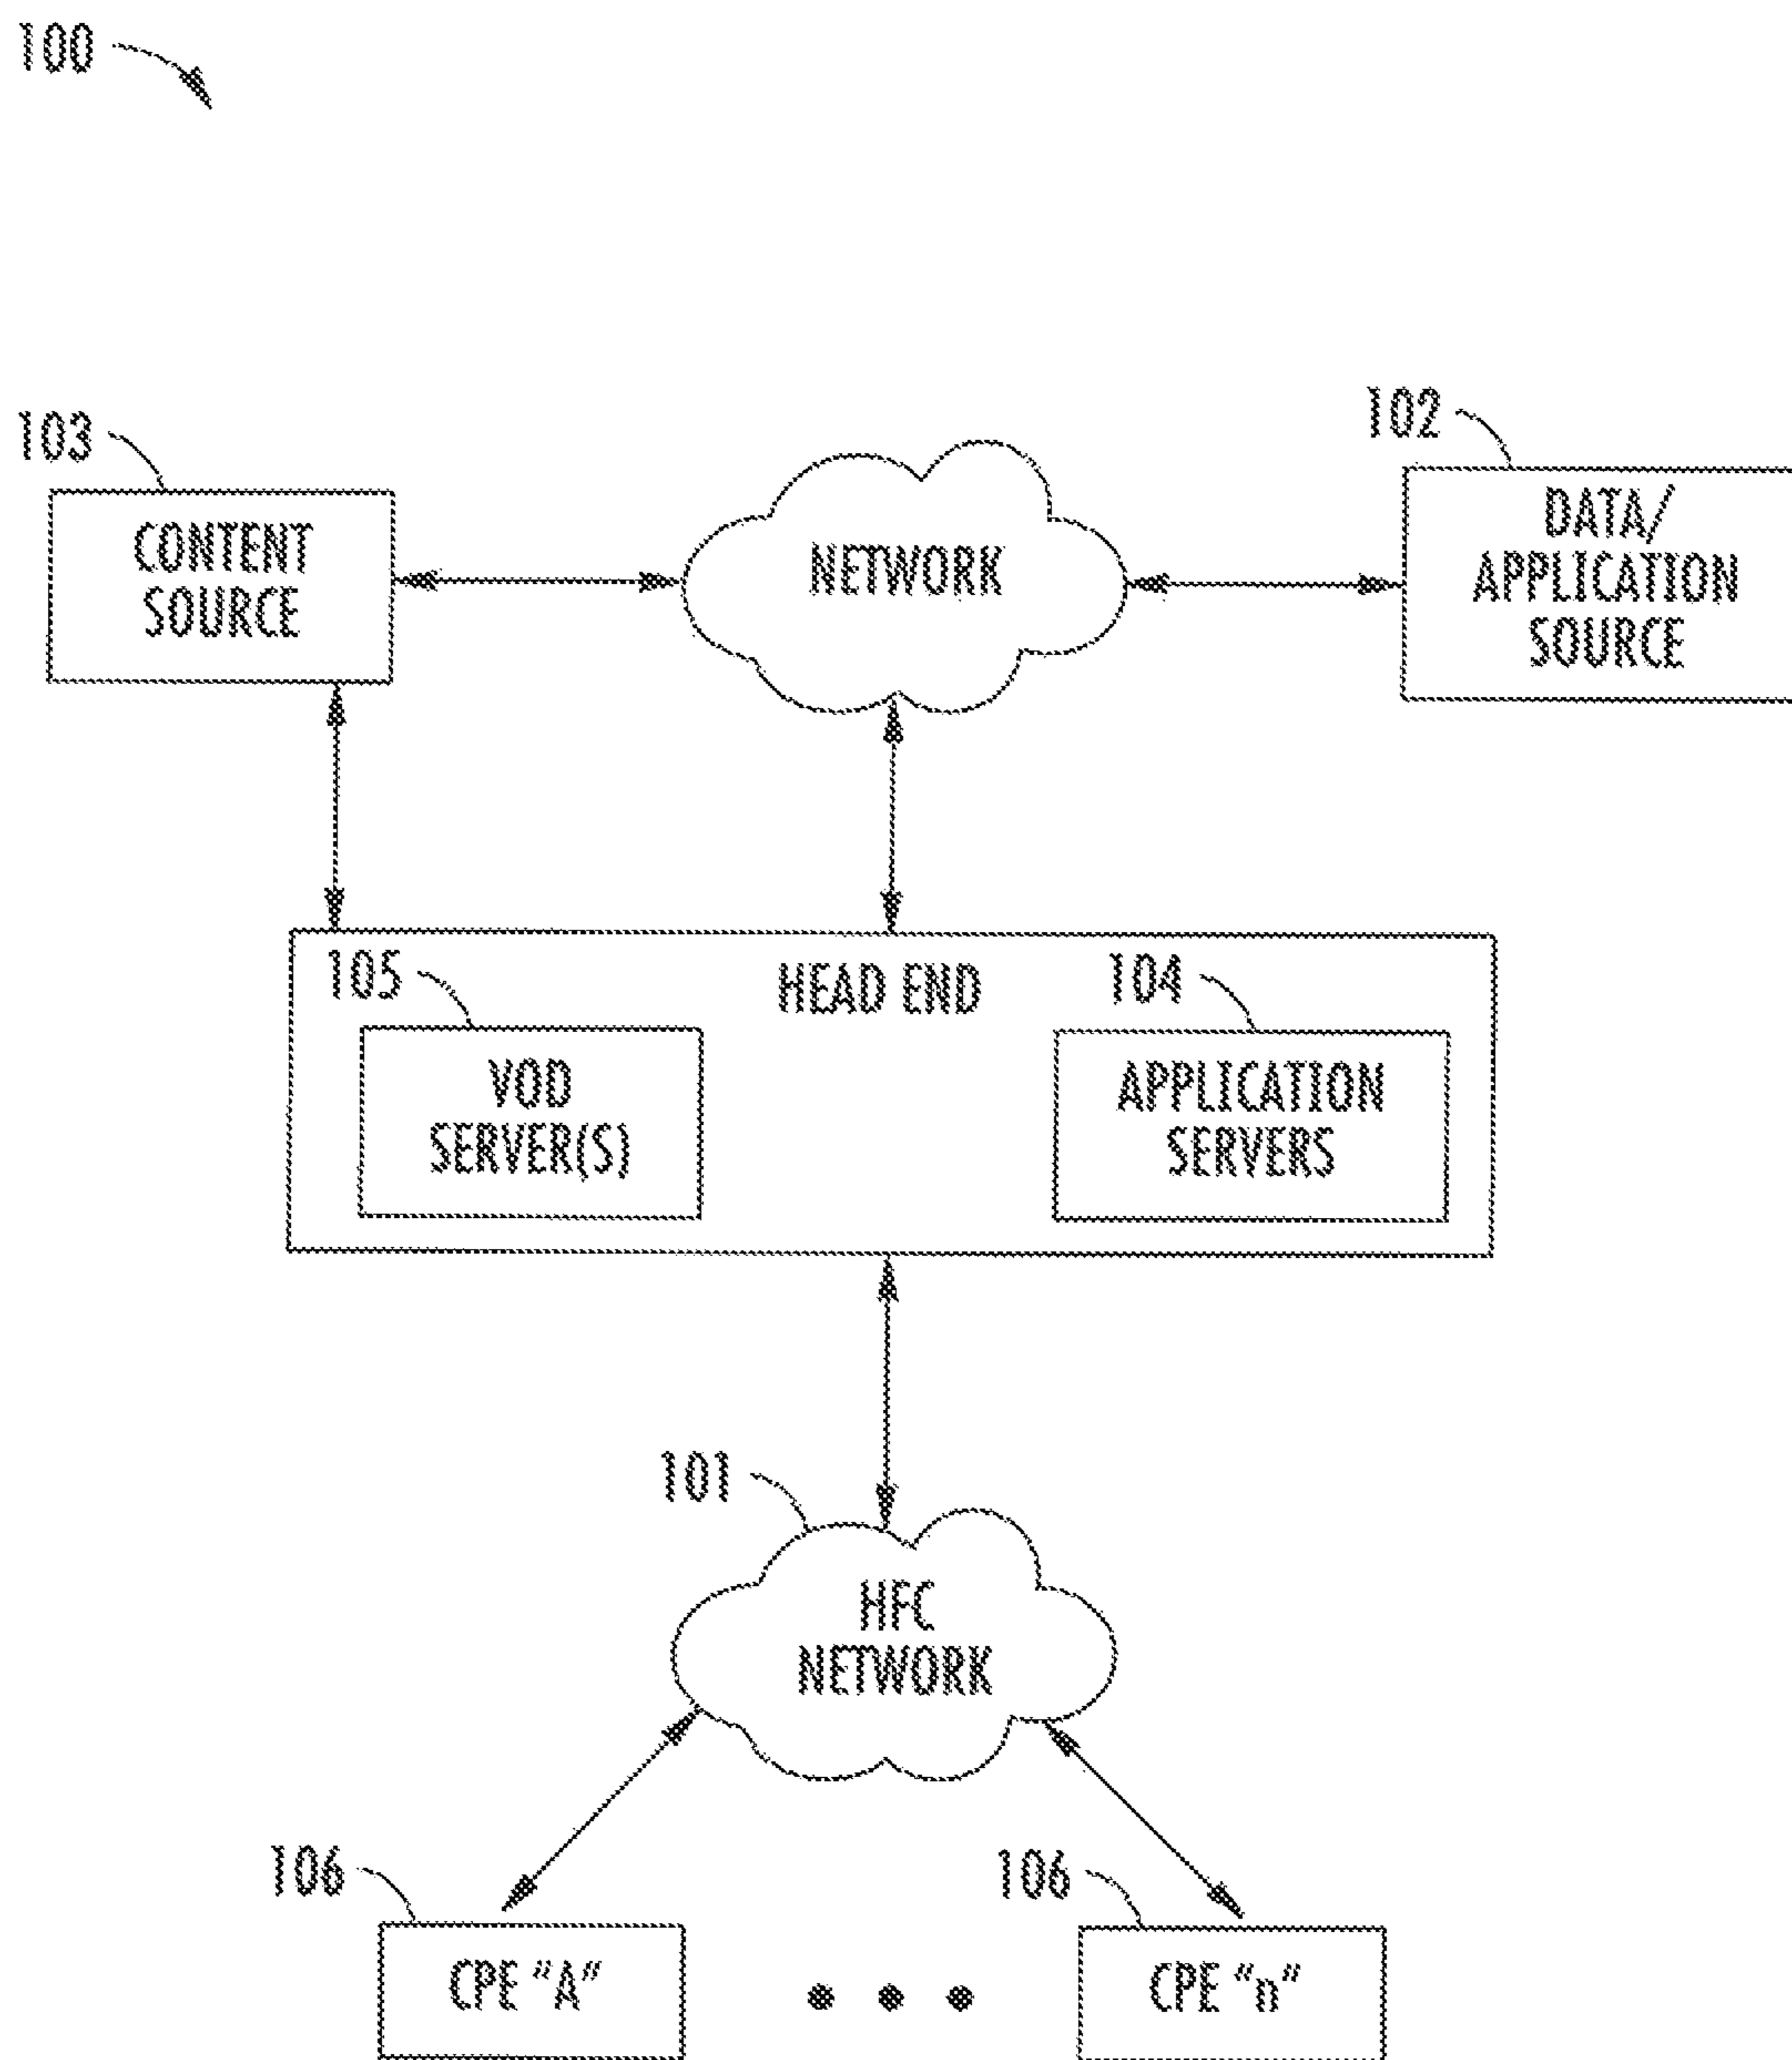 100
103
102
CONTENT
SOURCE
NETWORK
DATA/
APPLICATION
SOURCE
105
HEAD END
104
VOD
SERVER(S)
APPLICATION
SERVERS
101
HFC
NETWORK
106
106
CPE "A"
CPE "n"